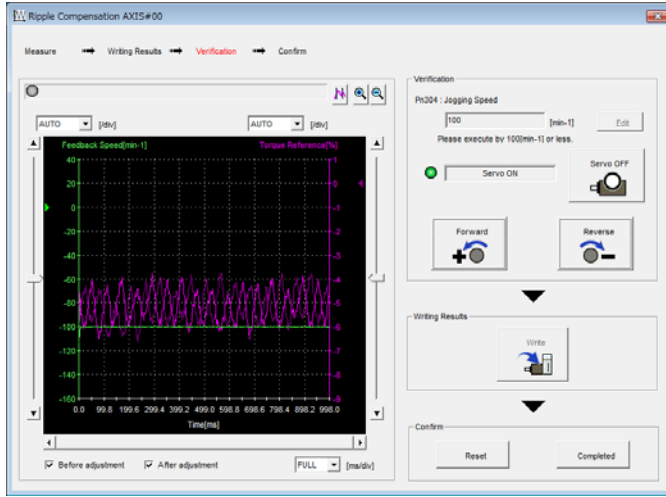 Ripple Compensation AXIS#00
Measure Writing Results Verification Confirm
AUTO [/div] AUTO [/div]
Feedback Speed[min-1] Torque Reference[%]
40 1
20 0
0 -1
-20 -2
-40 -3
-60 -4
-80 -5
-100 -6
-120 -7
-140 -8
-160 -9
0.0 99.8 199.6 299.4 399.2 499.0 598.8 698.6 798.4 898.2 998.0
Time[ms]
Before adjustment After adjustment FULL [ms/div]
Verification
Pn304 : Jogging Speed
100 [min-1] Edit
Please execute by 100[min-1] or less.
Servo ON Servo OFF
Forward Reverse
Writing Results
Write
Confirm
Reset Completed